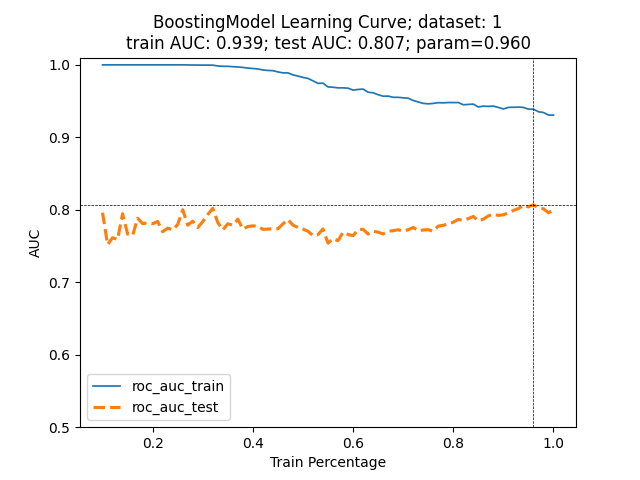 BoostingModel Learning Curve; dataset: 1
train AUC: 0.939; test AUC: 0.807; param=0.960
1.0
0.9
0.8
0.7
0.6
0.5
AUC
roc_auc_train
roc_auc_test
0.2 0.4 0.6 0.8 1.0
Train Percentage